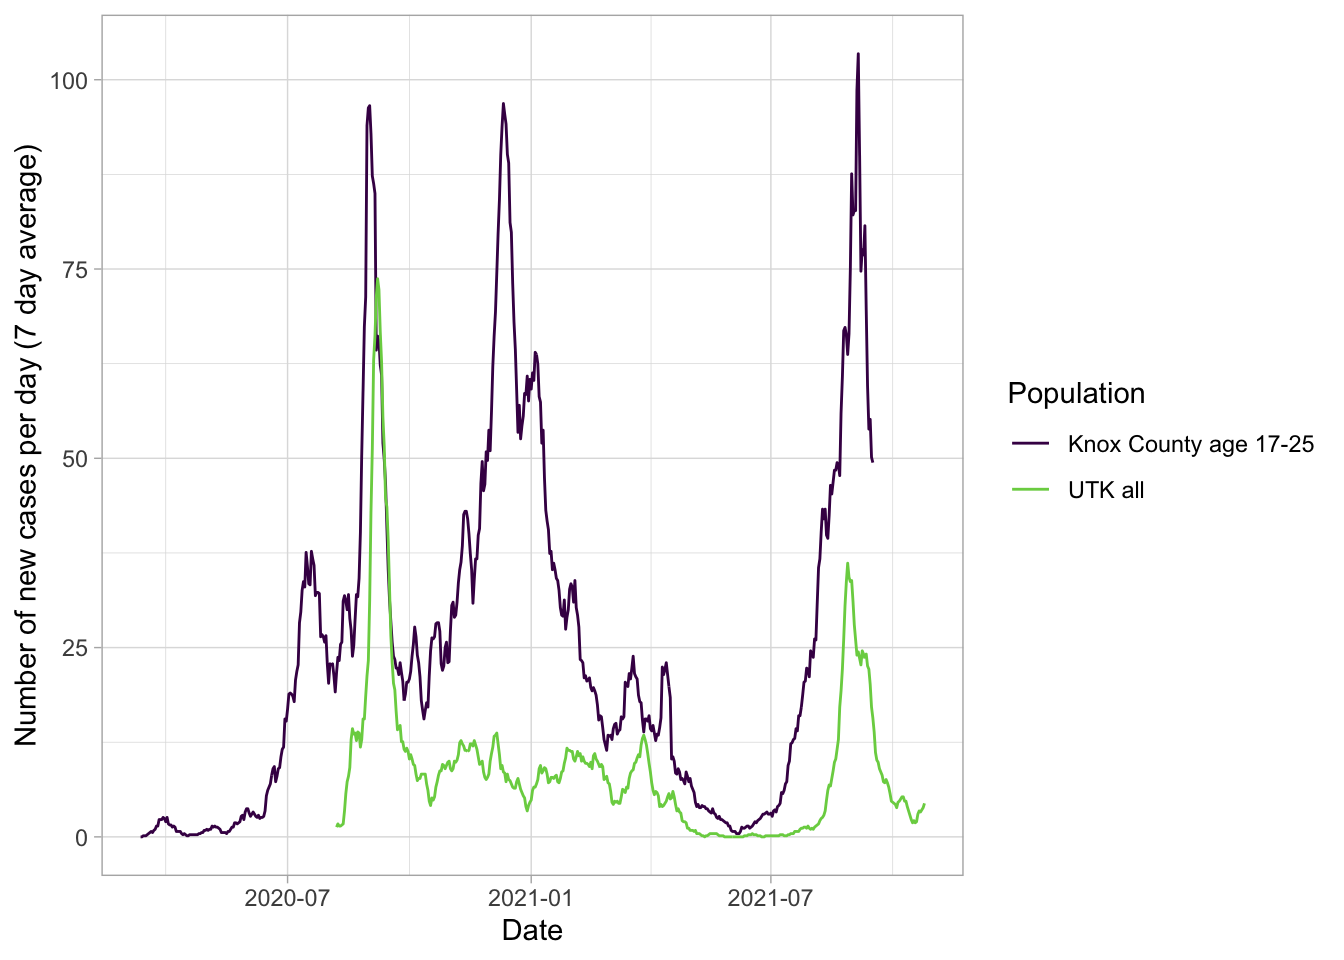 Number of new cases per day (7 day average)
100
75
50
25
0
2020-07
2021-01
2021-07
Date
Population
Knox County age 17-25
UTK all